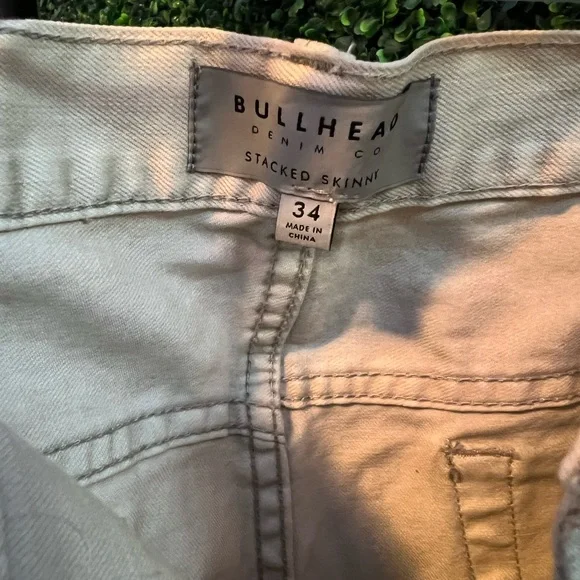 BULLHEAD
DENIM CO
STACKED SKINNY
34
MADE IN
CHINA